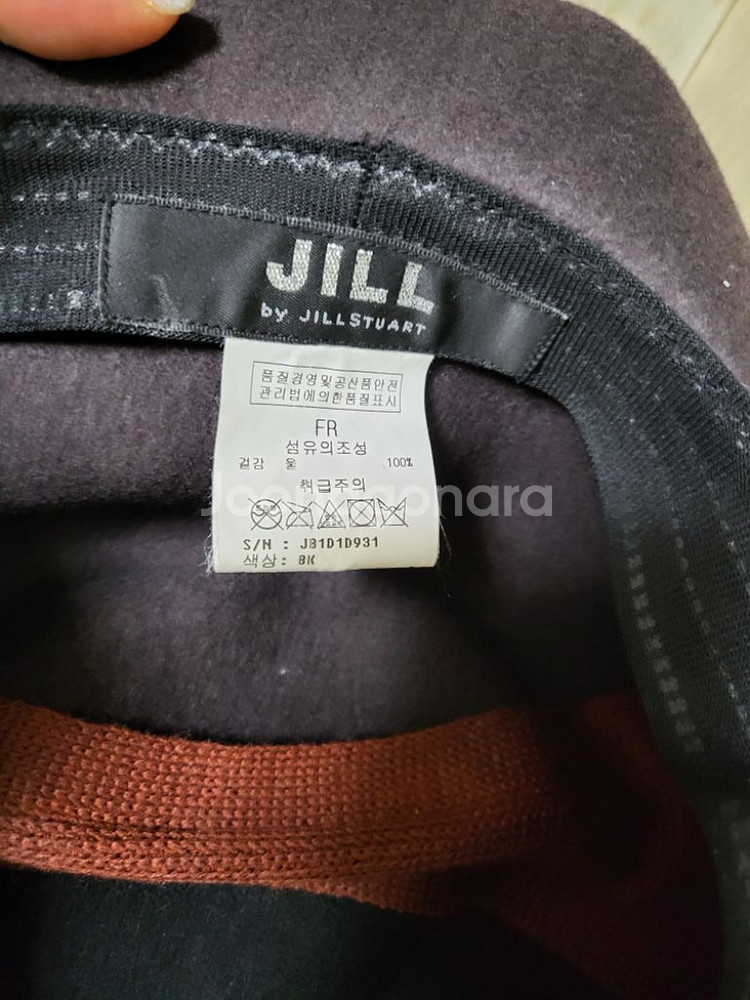 JILL
by JILLSTUART
품질경영및공산품안전
관리법에의한품질표시
FR
섬유의조성
겉감 울 100%
취급주의
Joonggonara
S/N : JB1D1D931
색상: BK